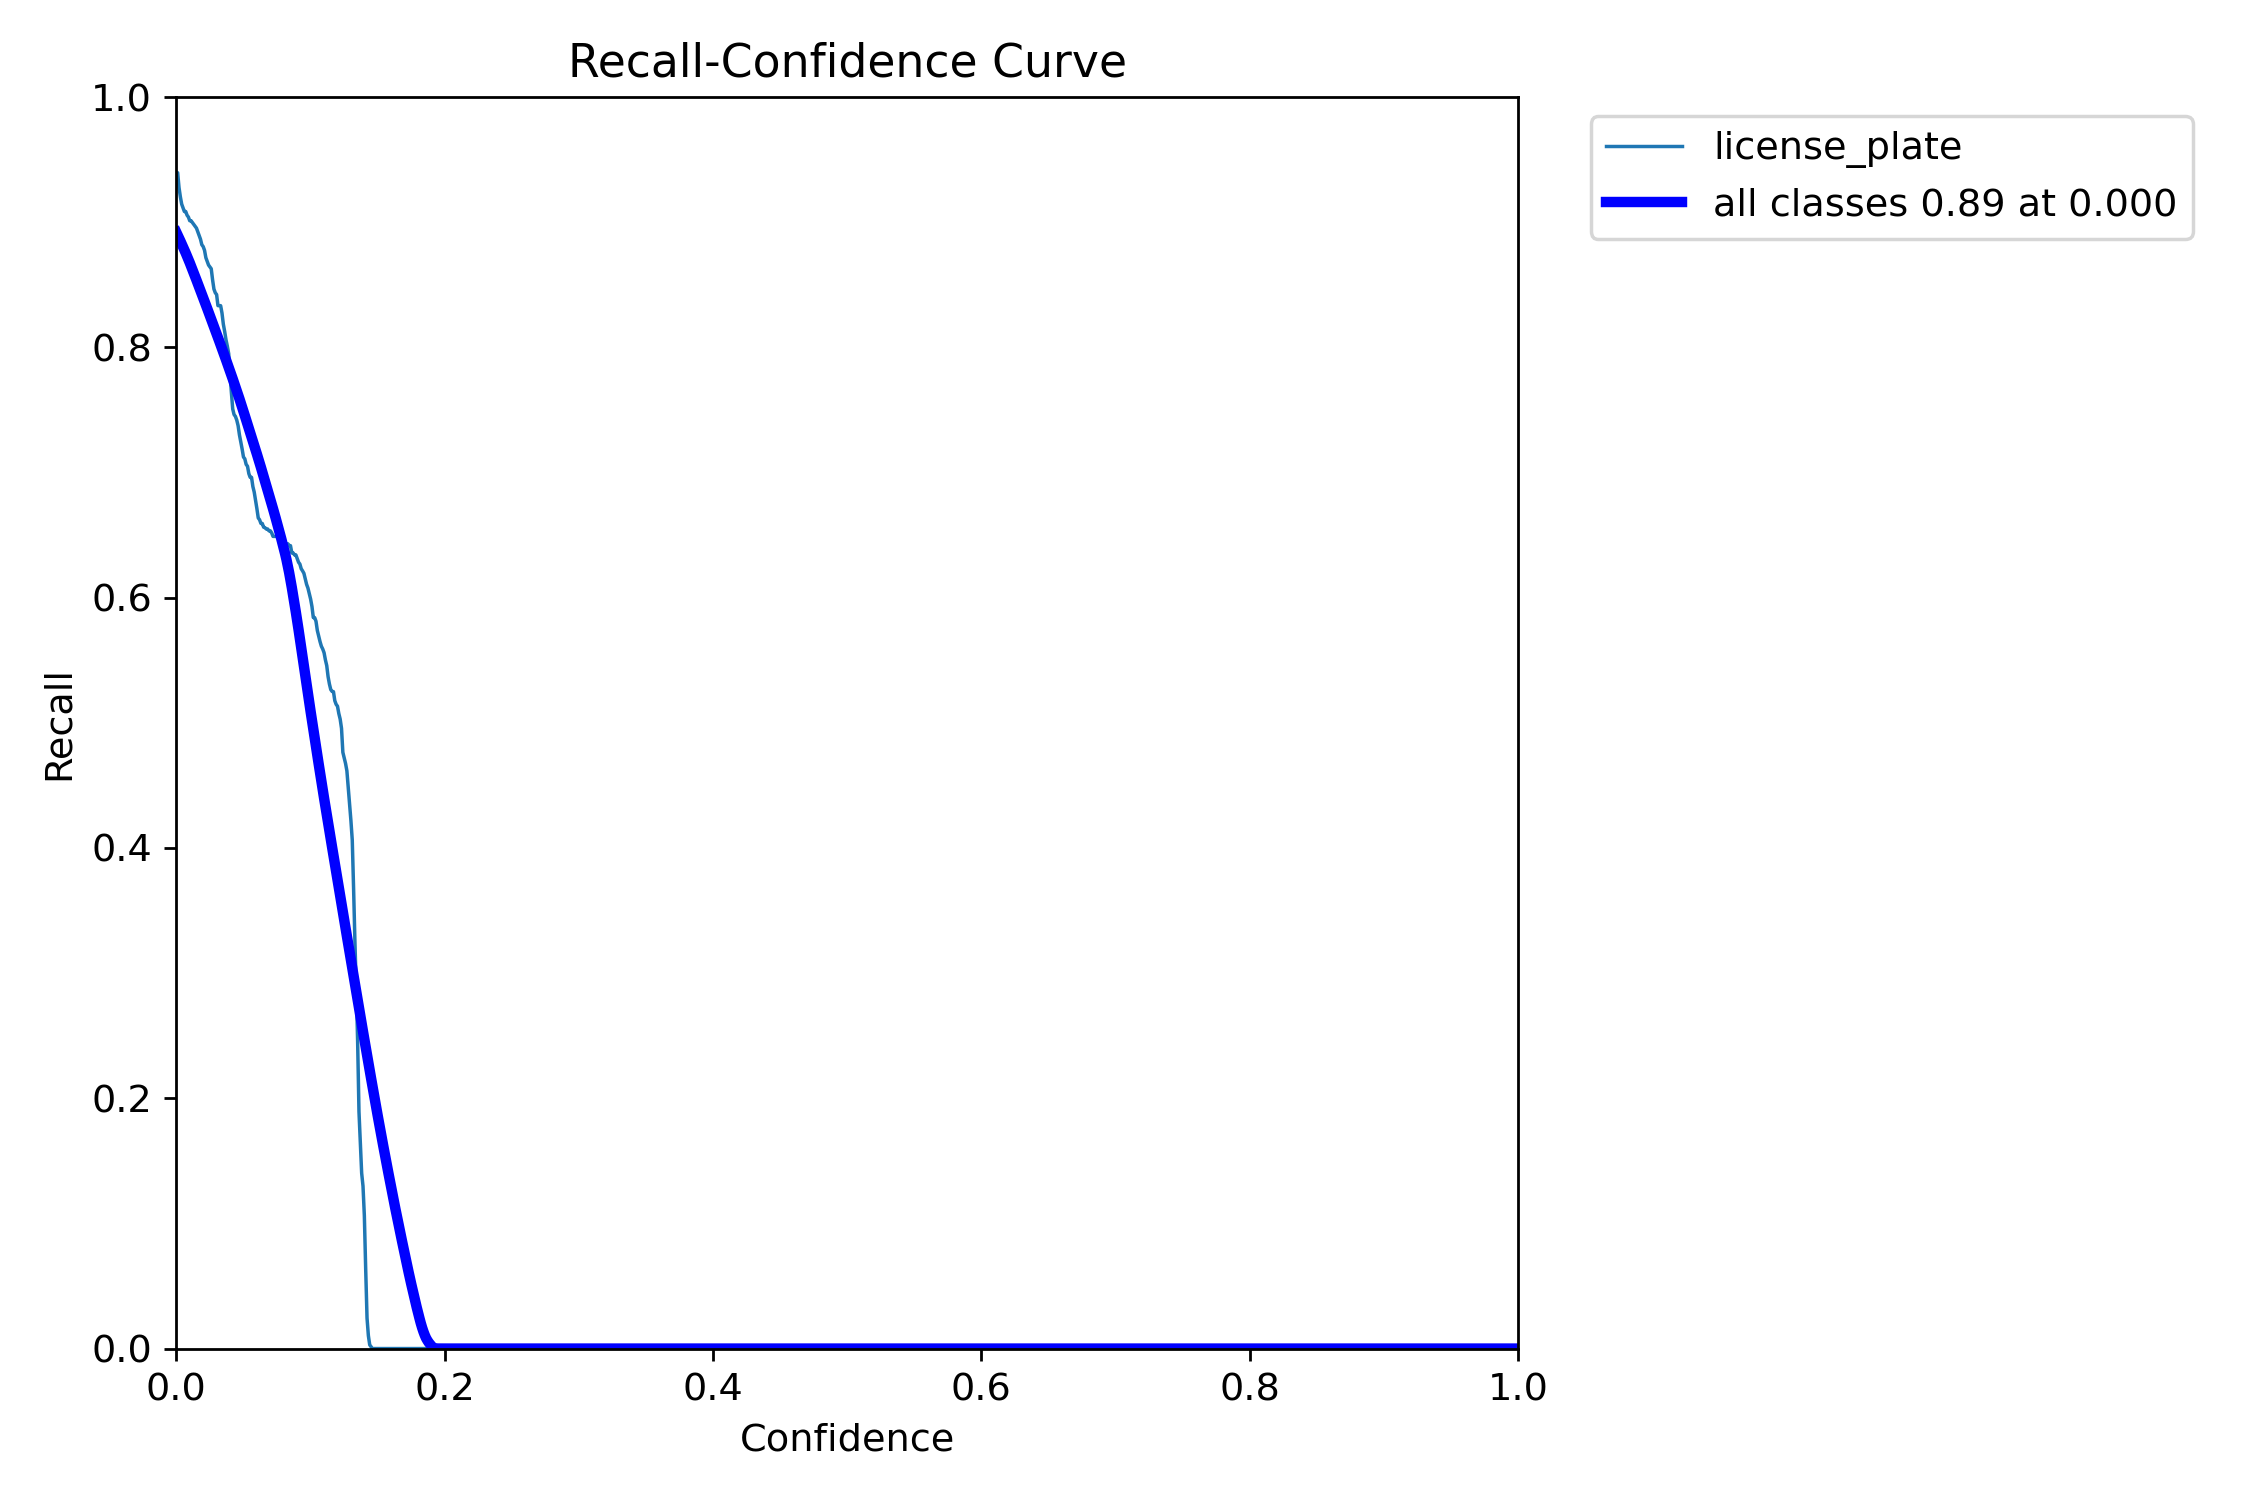 Recall-Confidence Curve
1.0
0.8
0.6
0.4
0.2
0.0
Recall
0.0 0.2 0.4 0.6 0.8 1.0
Confidence
license_plate
all classes 0.89 at 0.000